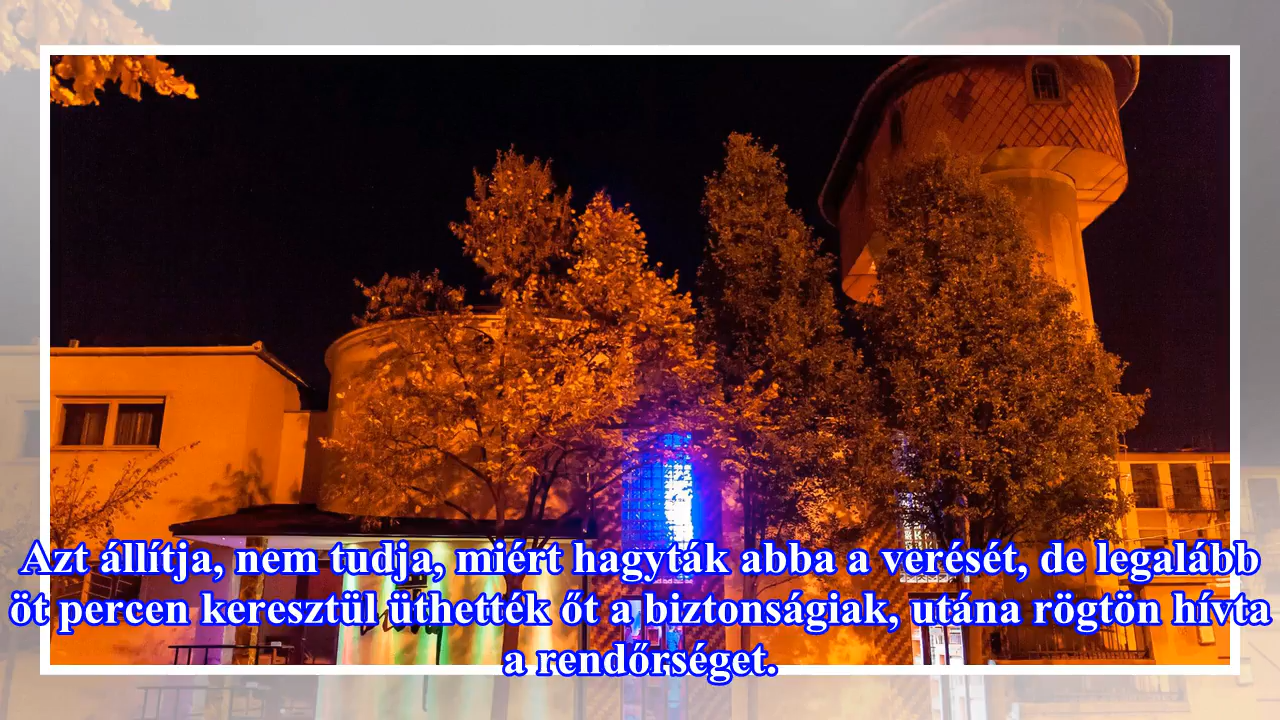 Azt állítja, nem tudja, miért hagyták abba a verését, de legalább
öt percen keresztül üthették őt a biztonságiak, utána rögtön hívta
a rendőrséget.